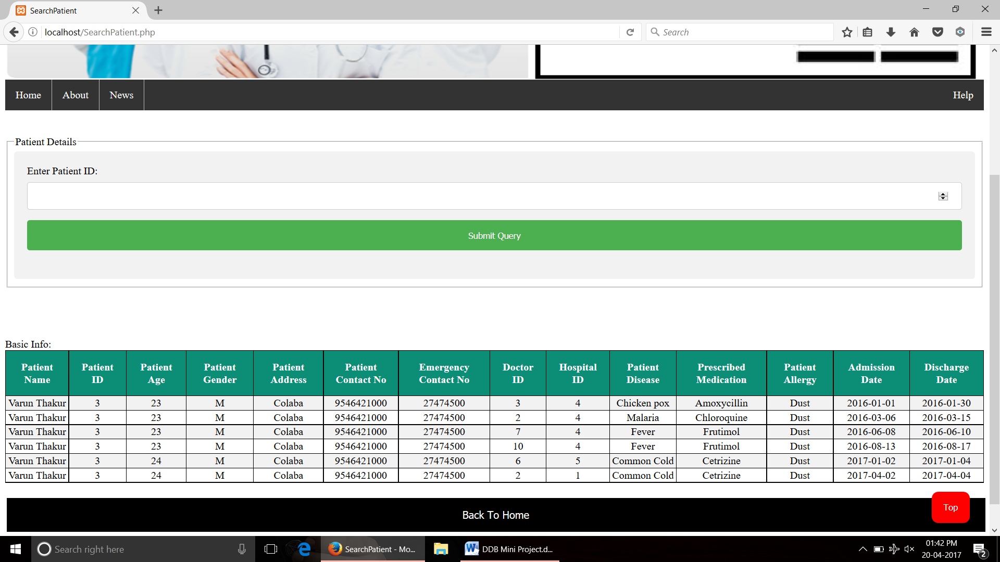 SearchPatient
localhost/SearchPatient.php
Search
Home About News Help
Patient Details
Enter Patient ID:
Submit Query
Basic Info:
Patient Name Patient ID Patient Age Patient Gender Patient Address Patient Contact No Emergency Contact No Doctor ID Hospital ID Patient Disease Prescribed Medication Patient Allergy Admission Date Discharge Date
Varun Thakur 3 23 M Colaba 9546421000 27474500 3 4 Chicken pox Amoxycillin Dust 2016-01-01 2016-01-30
Varun Thakur 3 23 M Colaba 9546421000 27474500 2 4 Malaria Chloroquine Dust 2016-03-06 2016-03-15
Varun Thakur 3 23 M Colaba 9546421000 27474500 7 4 Fever Frutimol Dust 2016-06-08 2016-06-10
Varun Thakur 3 23 M Colaba 9546421000 27474500 10 4 Fever Frutimol Dust 2016-08-13 2016-08-17
Varun Thakur 3 24 M Colaba 9546421000 27474500 6 5 Common Cold Cetrizine Dust 2017-01-02 2017-01-04
Varun Thakur 3 24 M Colaba 9546421000 27474500 2 1 Common Cold Cetrizine Dust 2017-04-02 2017-04-04
Top
Back To Home
Search right here
SearchPatient - Mo...
DDB Mini Project.d...
01:42 PM
20-04-2017
2